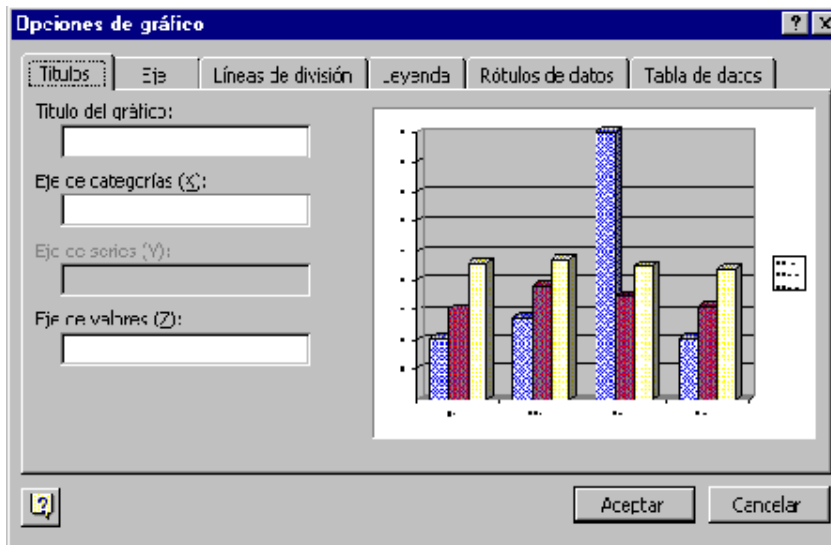 Opciones de gráfico
Títulos Eje Líneas de división Leyenda Rótulos de datos Tabla de datos
Título del gráfico:
Eje de categorías (X):
Eje de series (Y):
Eje de valores (Z):
Aceptar Cancelar